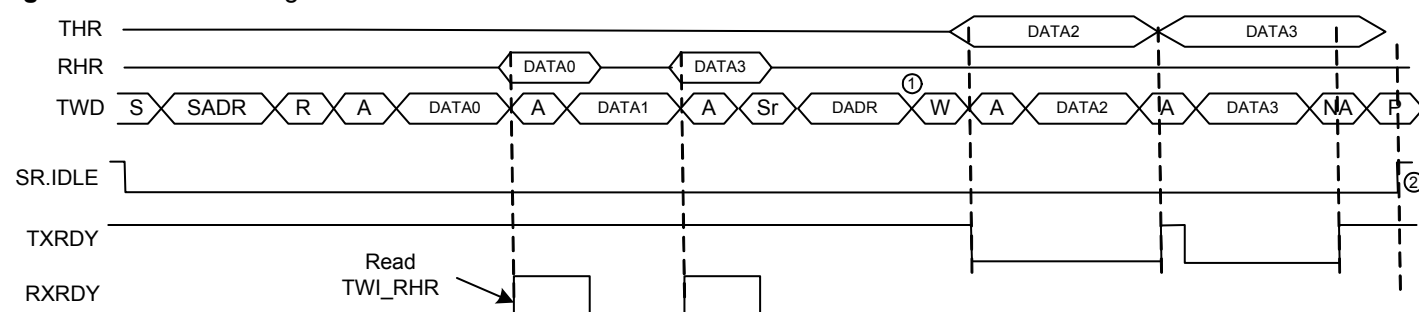 THR DATA2 DATA3
RHR DATA0 DATA3
TWD S SADR R A DATA0 A DATA1 A Sr DADR ① W A DATA2 A DATA3 NA P
SR.IDLE ②
TXRDY
Read
TWI_RHR
RXRDY